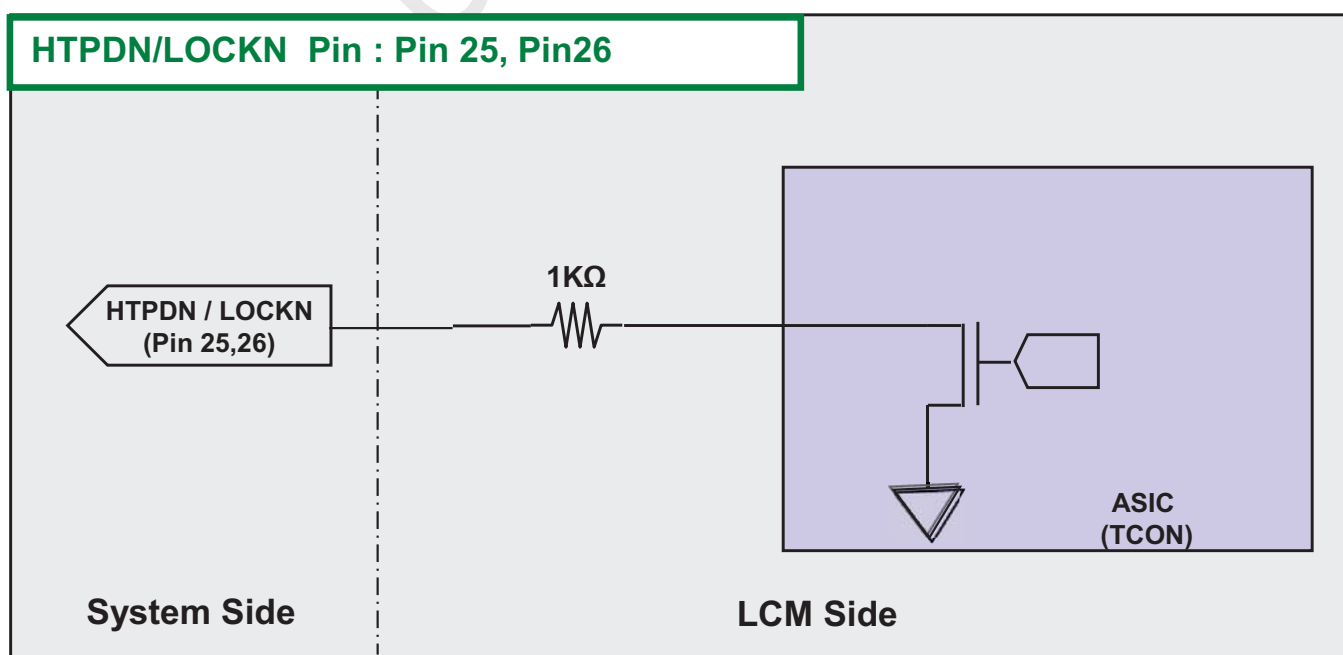 HTPDN/LOCKN Pin : Pin 25, Pin26
1KΩ
HTPDN / LOCKN
(Pin 25,26)
ASIC
(TCON)
System Side
LCM Side